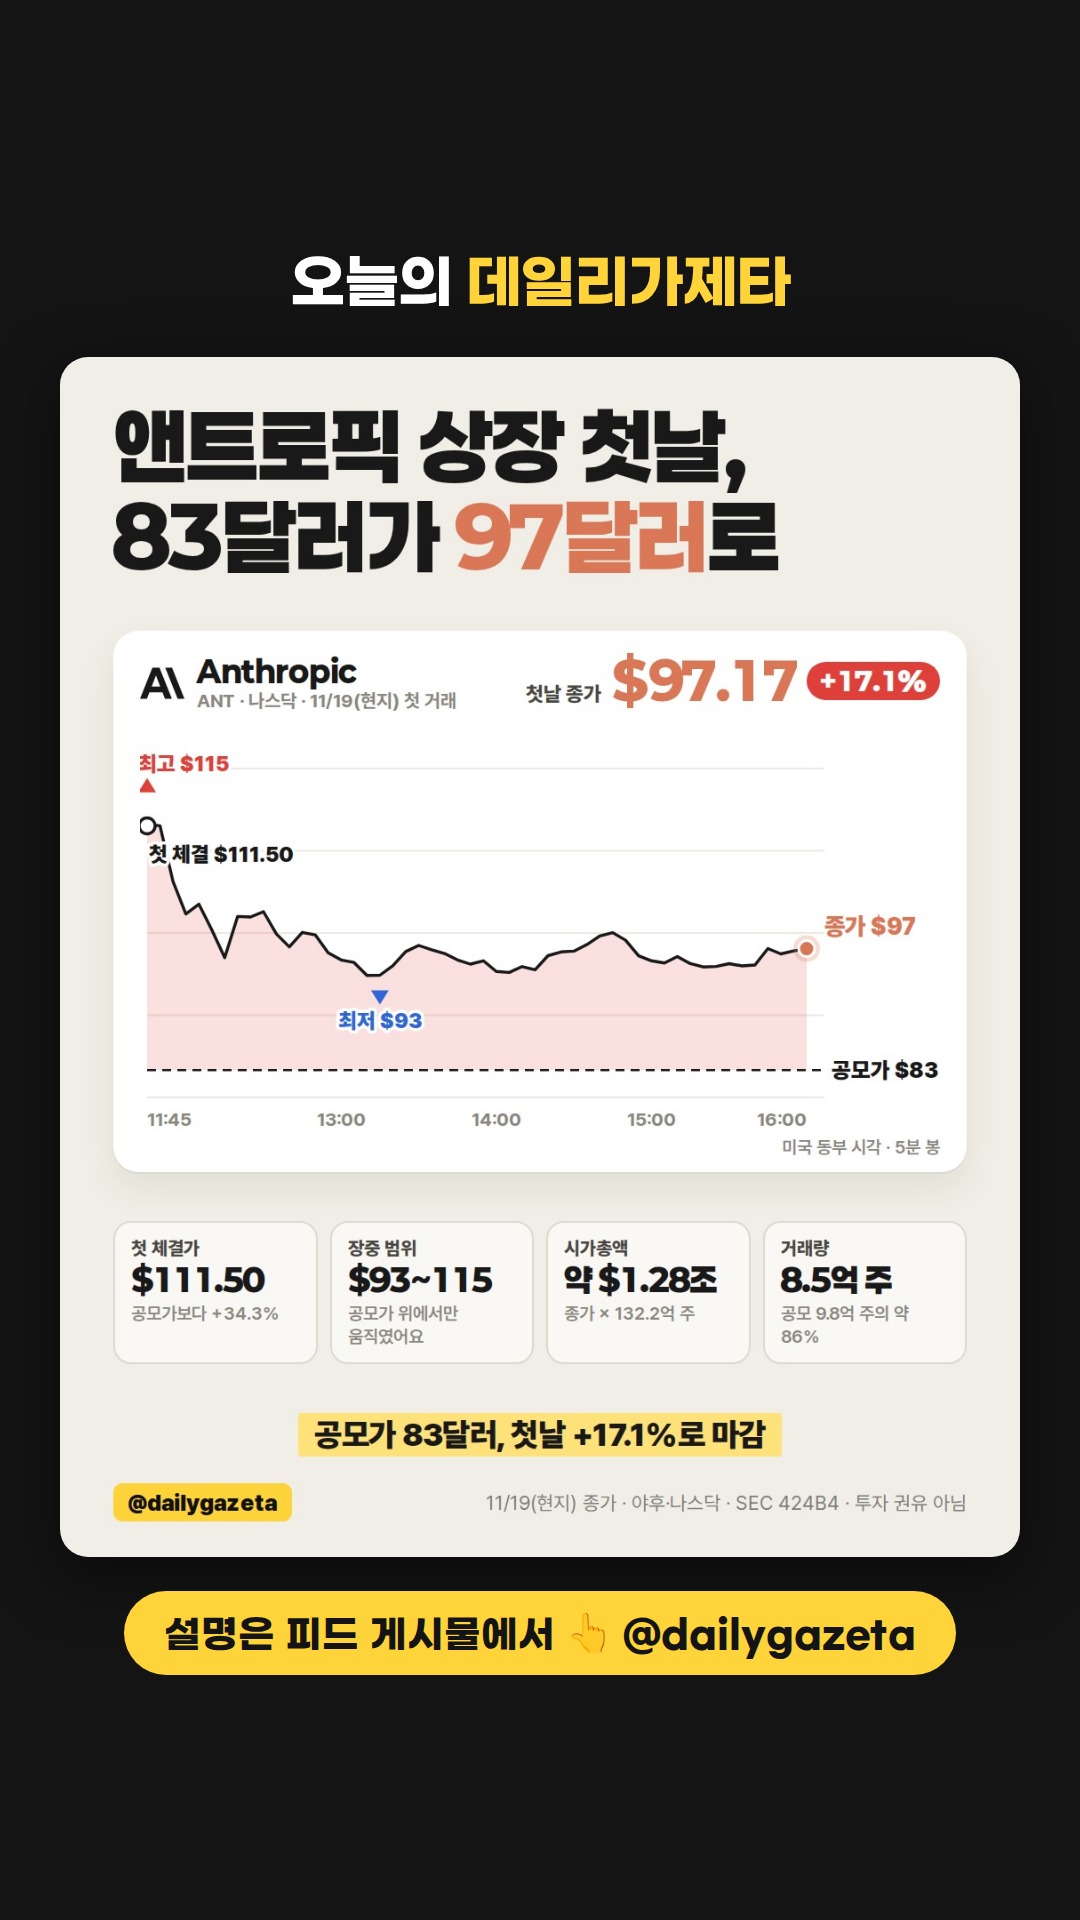 오늘의 데일리가제타
앤트로픽 상장 첫날,
83달러가 97달러로
Anthropic
ANT · 나스닥 · 11/19(현지) 첫 거래
첫날 종가 $97.17 +17.1%
최고 $115
첫 체결 $111.50
종가 $97
최저 $93
공모가 $83
11:45 13:00 14:00 15:00 16:00
미국 동부 시각 · 5분 봉
첫 체결가
$111.50
공모가보다 +34.3%
장중 범위
$93~115
공모가 위에서만
움직였어요
시가총액
약 $1.28조
종가 × 132.2억 주
거래량
8.5억 주
공모 9.8억 주의 약
86%
공모가 83달러, 첫날 +17.1%로 마감
@dailygazeta
11/19(현지) 종가 · 야후·나스닥 · SEC 424B4 · 투자 권유 아님
설명은 피드 게시물에서 👆 @dailygazeta